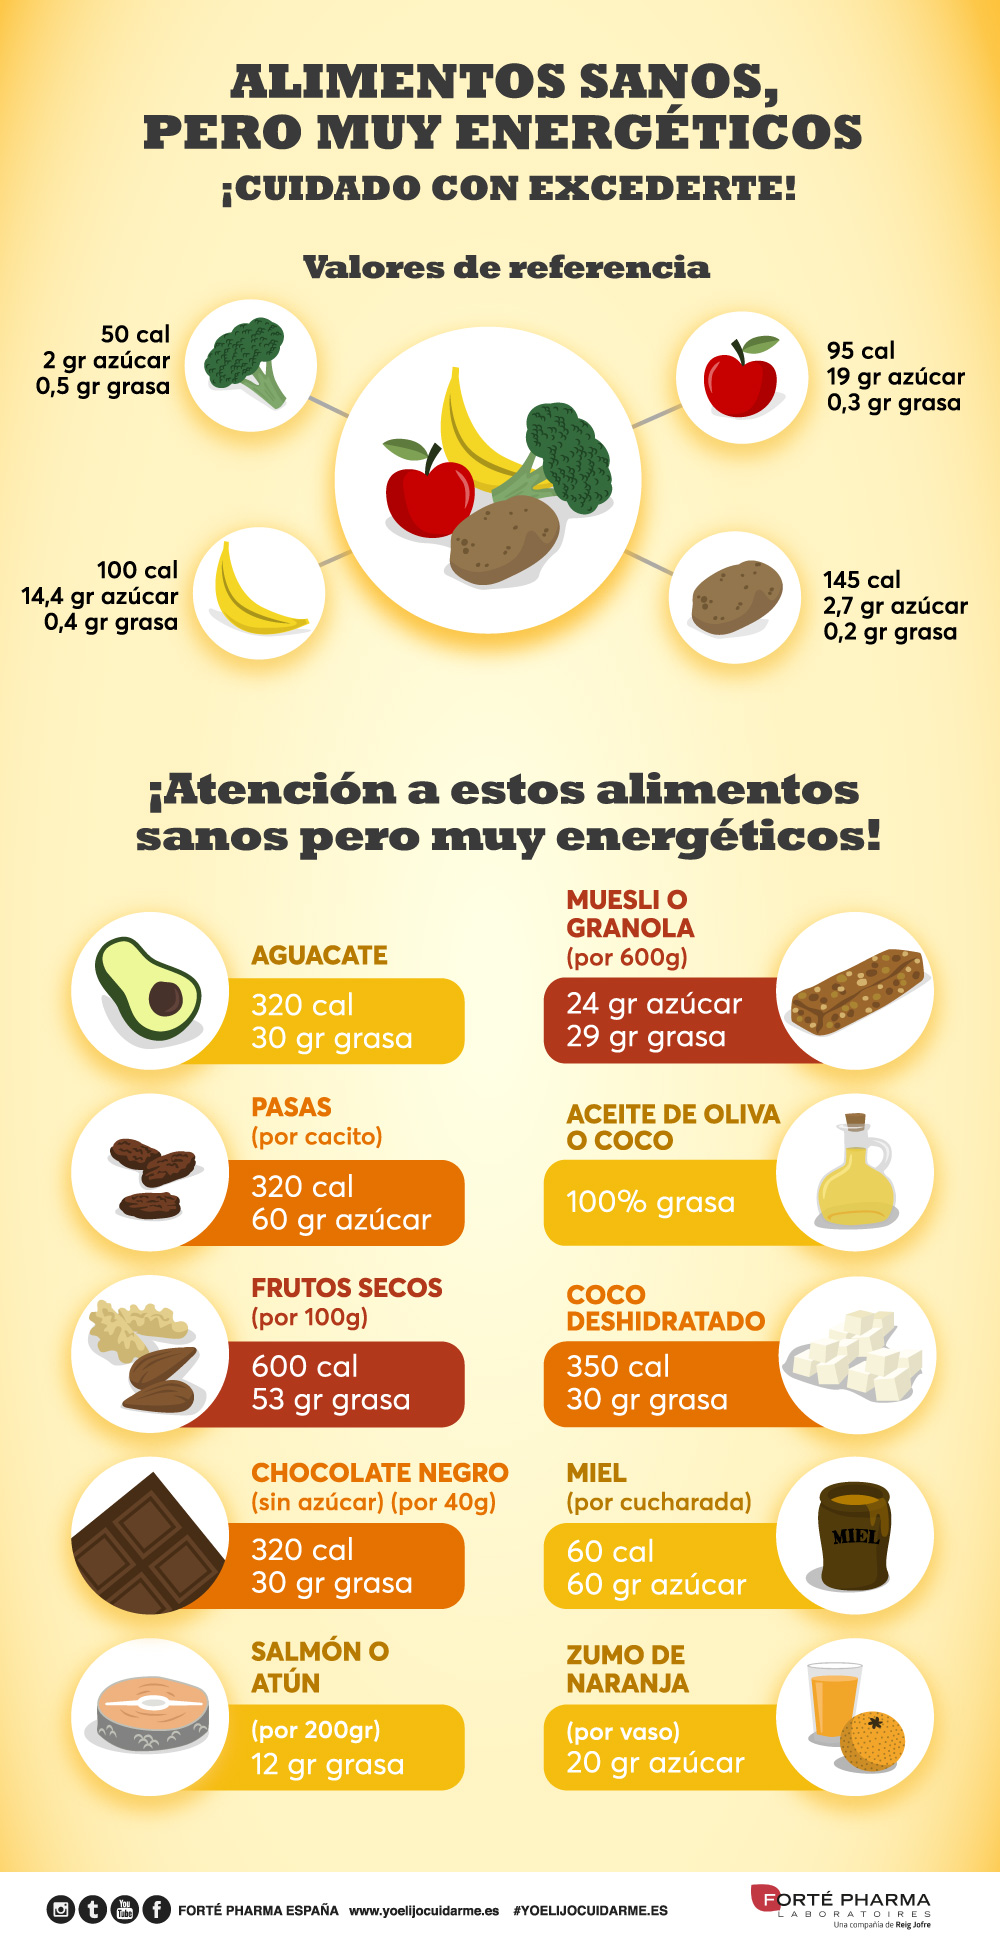 ALIMENTOS SANOS,
PERO MUY ENERGÉTICOS
¡CUIDADO CON EXCEDERTE!
Valores de referencia
50 cal
2 gr azúcar
0,5 gr grasa
95 cal
19 gr azúcar
0,3 gr grasa
100 cal
14,4 gr azúcar
0,4 gr grasa
145 cal
2,7 gr azúcar
0,2 gr grasa
¡Atención a estos alimentos
sanos pero muy energéticos!
AGUACATE
320 cal
30 gr grasa
MUESLI O
GRANOLA
(por 600g)
24 gr azúcar
29 gr grasa
PASAS
(por cacito)
320 cal
60 gr azúcar
ACEITE DE OLIVA
O COCO
100% grasa
FRUTOS SECOS
(por 100g)
600 cal
53 gr grasa
COCO
DESHIDRATADO
350 cal
30 gr grasa
CHOCOLATE NEGRO
(sin azúcar) (por 40g)
320 cal
30 gr grasa
MIEL
(por cucharada)
60 cal
60 gr azúcar
MIEL
SALMÓN O
ATÚN
(por 200gr)
12 gr grasa
ZUMO DE
NARANJA
(por vaso)
20 gr azúcar
You
Tube
FORTÉ PHARMA ESPAÑA www.yoelijocuidarme.es #YOELIJOCUIDARME.ES
FORTÉ PHARMA
LABORATOIRES
Una compañía de Reig Jofre